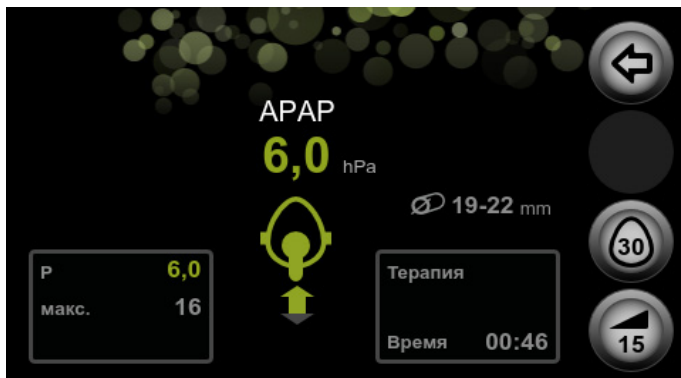 APAP
6,0 hPa
19-22 mm
P 6,0
макс. 16
Терапия
Время 00:46
30
15